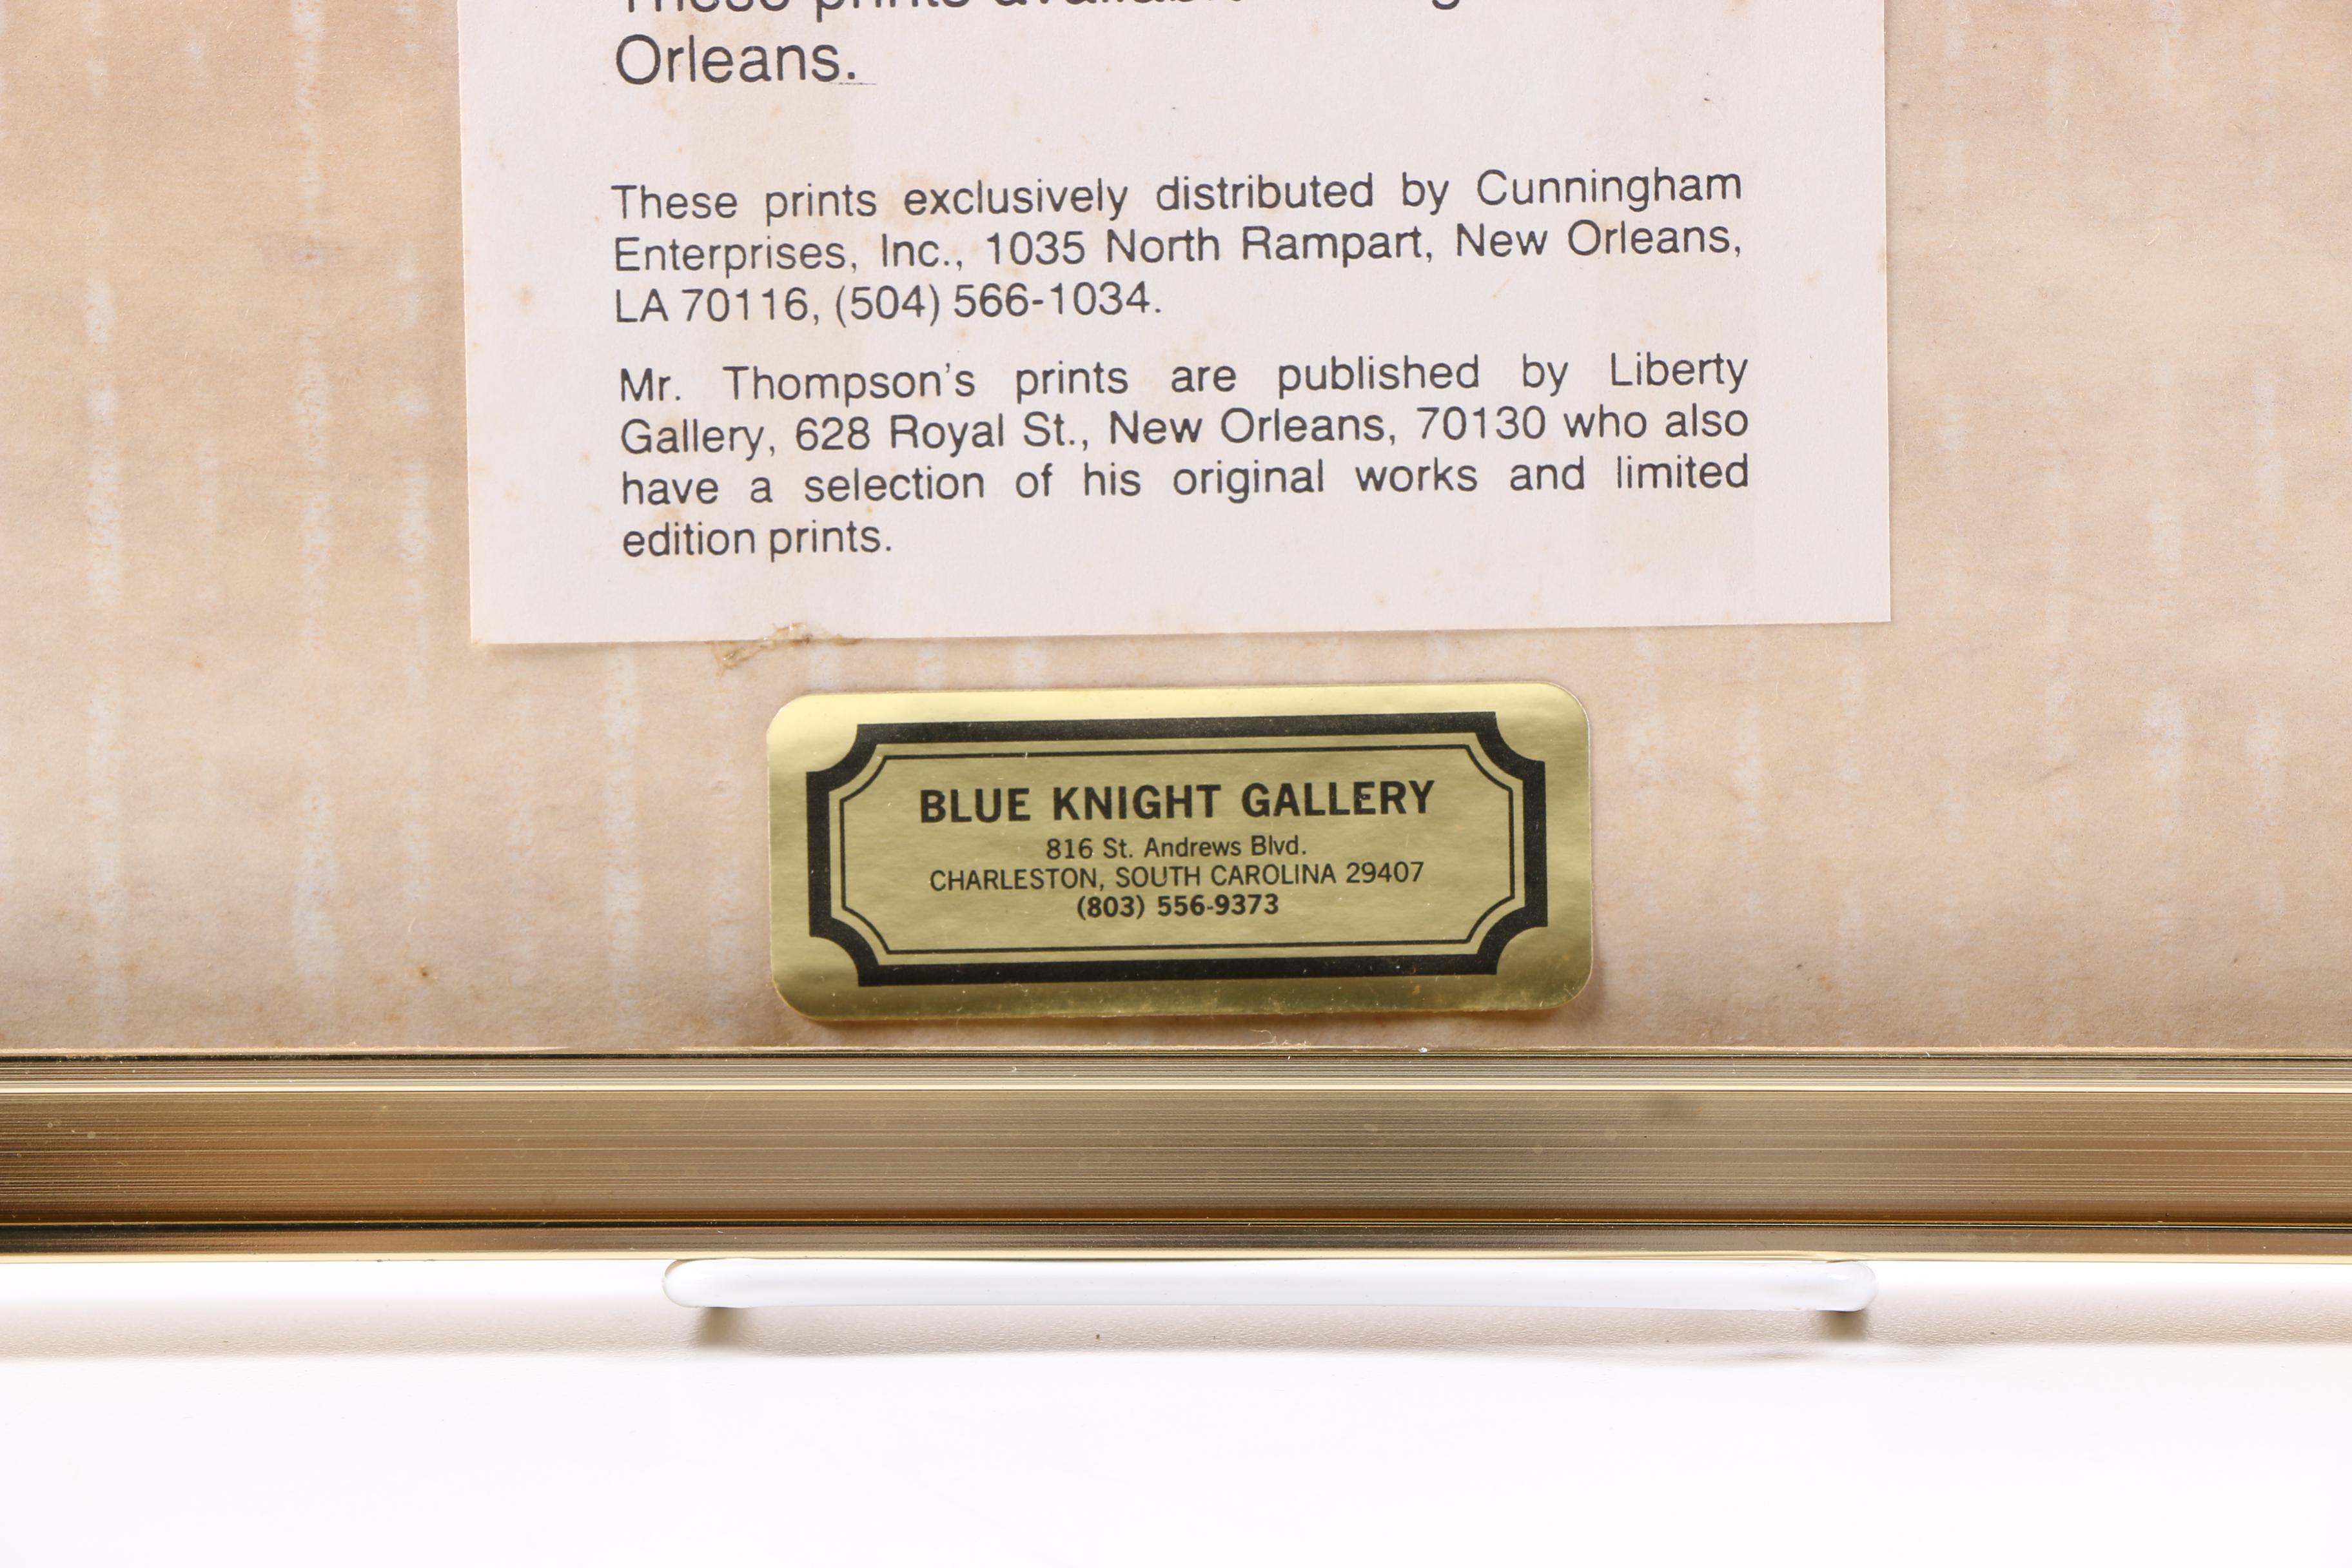 These prints
Orleans.
These prints exclusively distributed by Cunningham
Enterprises, Inc., 1035 North Rampart, New Orleans,
LA 70116, (504) 566-1034.
Mr. Thompson's prints are published by Liberty
Gallery, 628 Royal St., New Orleans, 70130 who also
have a selection of his original works and limited
edition prints.
BLUE KNIGHT GALLERY
816 St. Andrews Blvd.
CHARLESTON, SOUTH CAROLINA 29407
(803) 556-9373